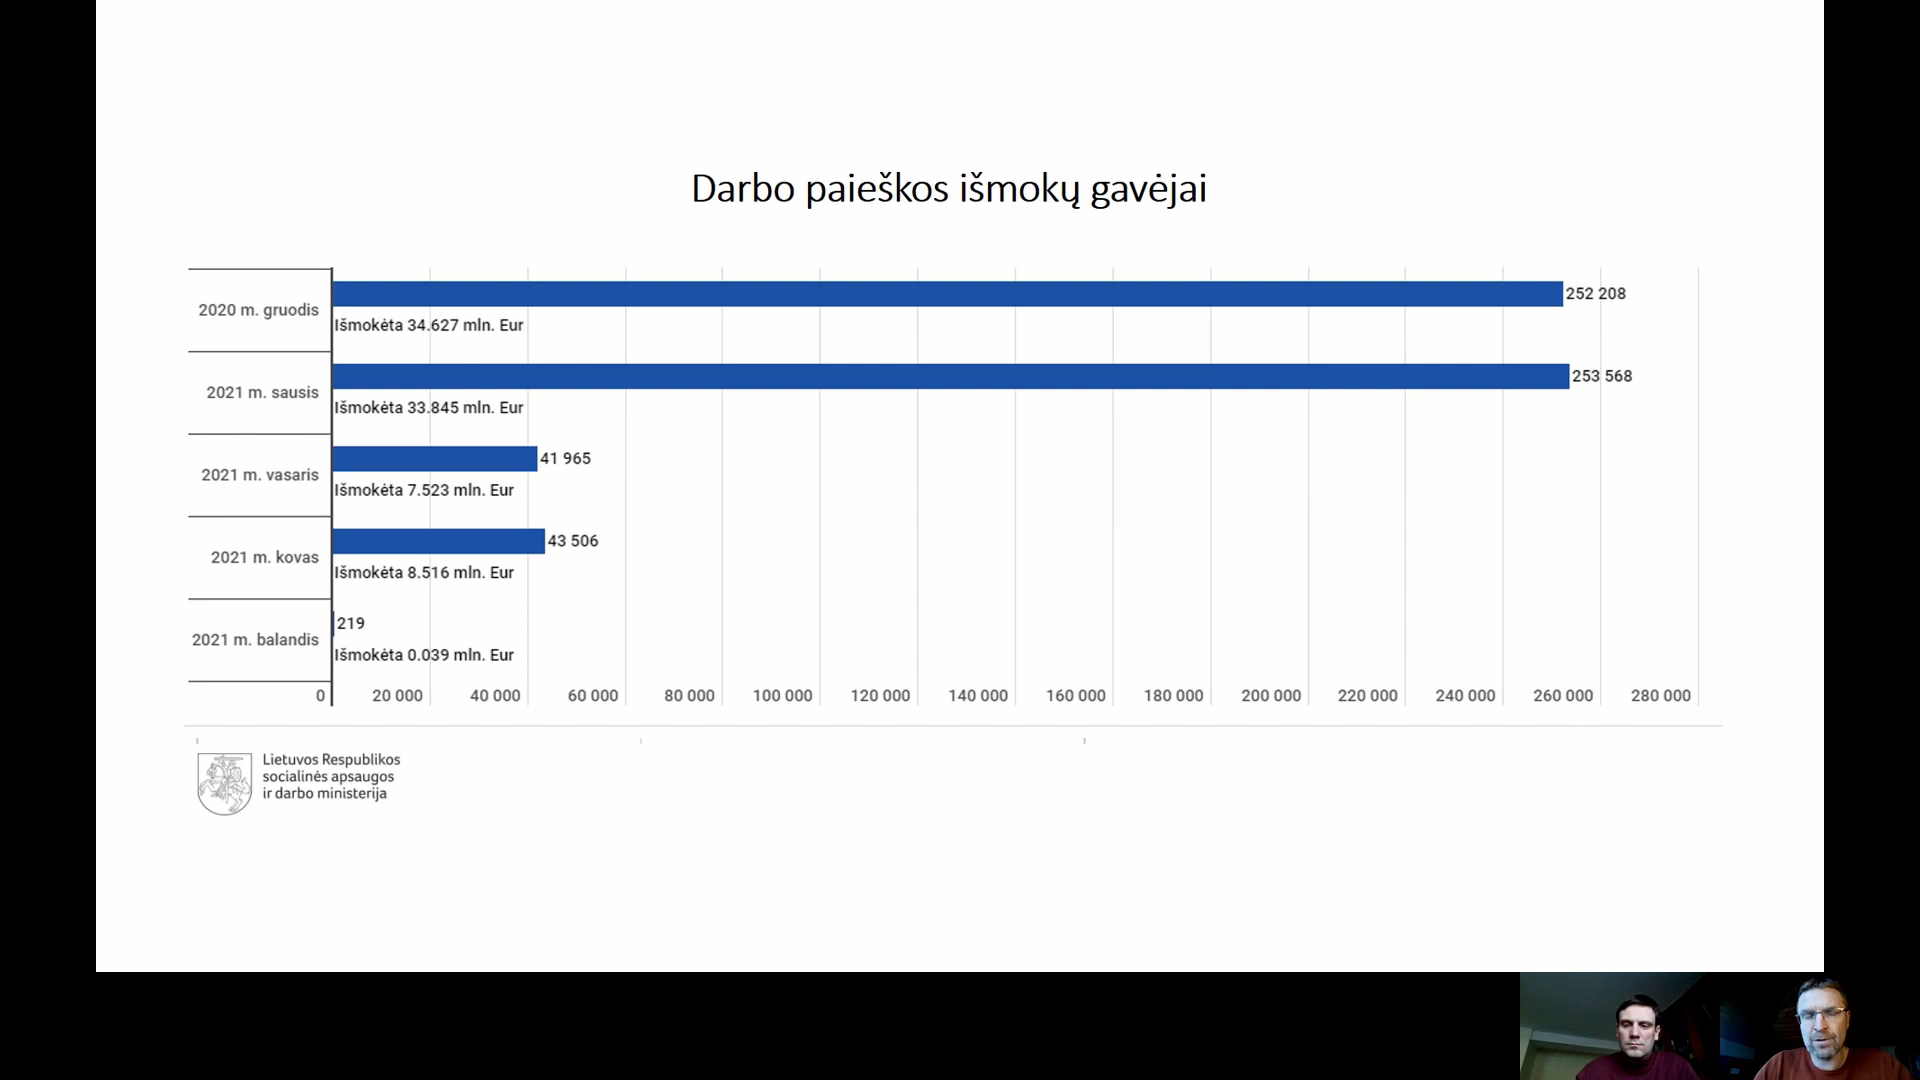 Darbo paieškos išmokų gavėjai
2020 m. gruodis
252 208
Išmokėta 34.627 mln. Eur
2021 m. sausis
253 568
Išmokėta 33.845 mln. Eur
2021 m. vasaris
41 965
Išmokėta 7.523 mln. Eur
2021 m. kovas
43 506
Išmokėta 8.516 mln. Eur
2021 m. balandis
219
Išmokėta 0.039 mln. Eur
0 20 000 40 000 60 000 80 000 100 000 120 000 140 000 160 000 180 000 200 000 220 000 240 000 260 000 280 000
Lietuvos Respublikos
socialinės apsaugos
ir darbo ministerija